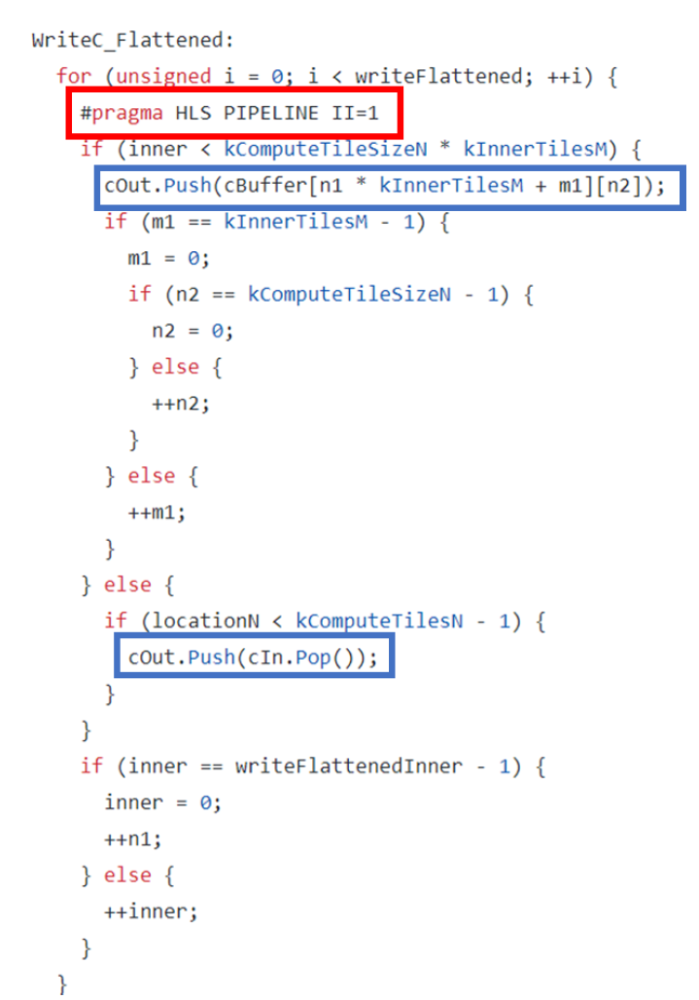 WriteC_Flattened:
for (unsigned i = 0; i < writeFlattened; ++i) {
#pragma HLS PIPELINE II=1
if (inner < kComputeTileSizeN * kInnerTilesM) {
cOut.Push(cBuffer[n1 * kInnerTilesM + m1][n2]);
if (m1 == kInnerTilesM - 1) {
m1 = 0;
if (n2 == kComputeTileSizeN - 1) {
n2 = 0;
} else {
++n2;
}
} else {
++m1;
}
} else {
if (locationN < kComputeTilesN - 1) {
cOut.Push(cIn.Pop());
}
}
if (inner == writeFlattenedInner - 1) {
inner = 0;
++n1;
} else {
++inner;
}
}